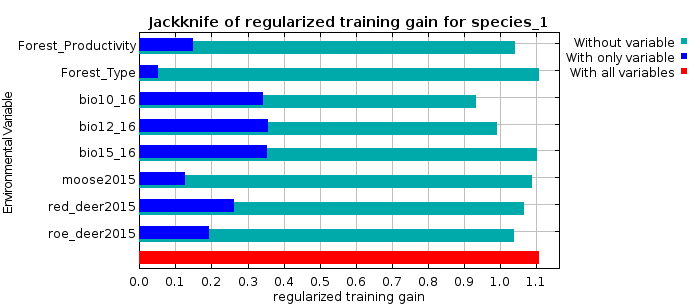 Jackknife of regularized training gain for species_1
Without variable
With only variable
With all variables
Environmental Variable
Forest_Productivity
Forest_Type
bio10_16
bio12_16
bio15_16
moose2015
red_deer2015
roe_deer2015
0.0 0.1 0.2 0.3 0.4 0.5 0.6 0.7 0.8 0.9 1.0 1.1
regularized training gain